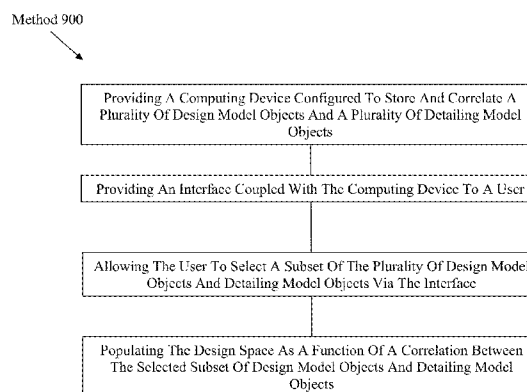 Method 900
Providing A Computing Device Configured To Store And Correlate A
Plurality Of Design Model Objects And A Plurality Of Detailing Model
Objects
Providing An Interface Coupled With The Computing Device To A User
Allowing The User To Select A Subset Of The Plurality Of Design Model
Objects And Detailing Model Objects Via The Interface
Populating The Design Space As A Function Of A Correlation Between
The Selected Subset Of Design Model Objects And Detailing Model
Objects